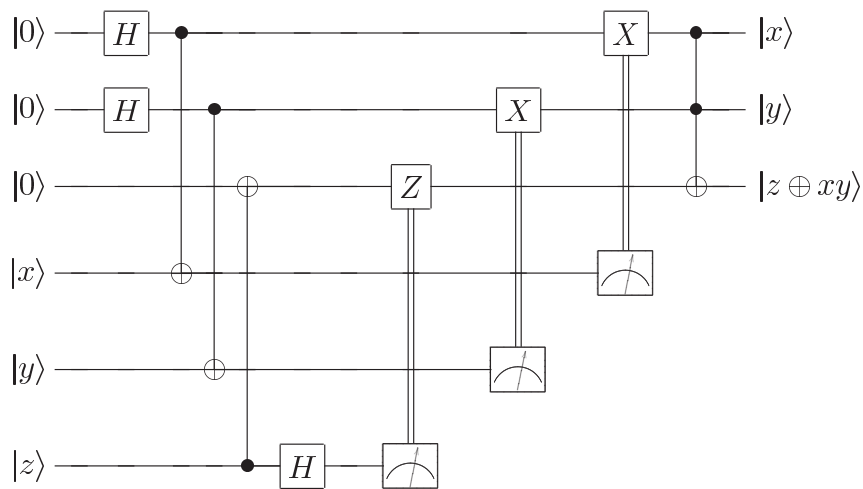 |0⟩ H X |x⟩
|0⟩ H X |y⟩
|0⟩ Z |z ⊕ xy⟩
|x⟩
|y⟩
|z⟩ H